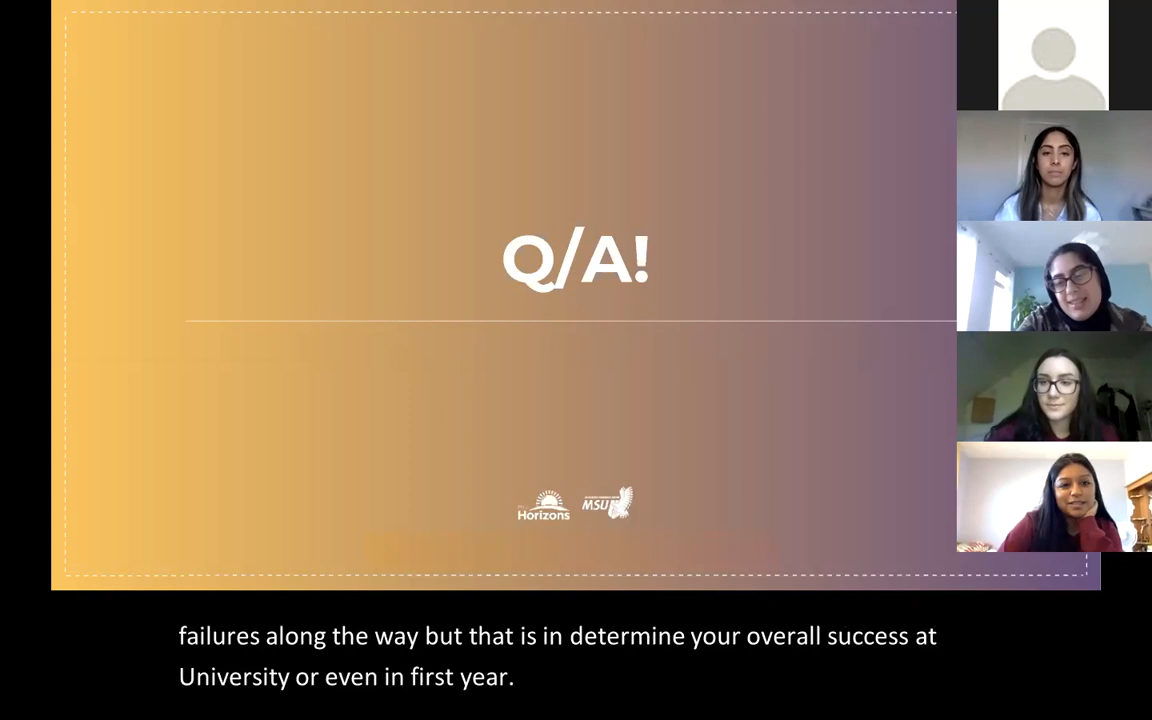 Q/A!
Horizons
MSU
failures along the way but that is in determine your overall success at
University or even in first year.